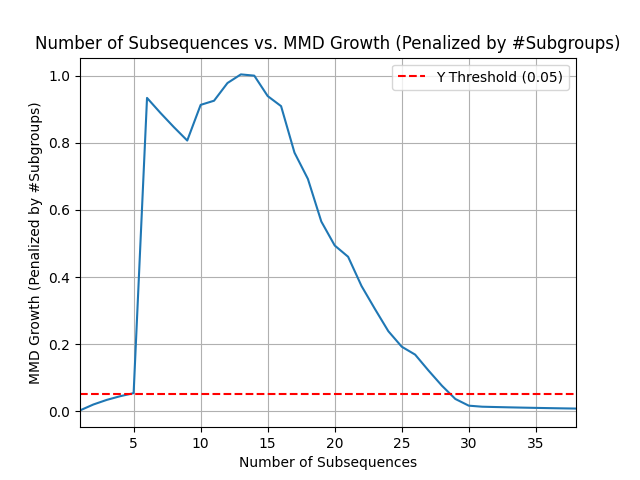 Number of Subsequences vs. MMD Growth (Penalized by #Subgroups)
Y Threshold (0.05)
MMD Growth (Penalized by #Subgroups)
1.0
0.8
0.6
0.4
0.2
0.0
5 10 15 20 25 30 35
Number of Subsequences